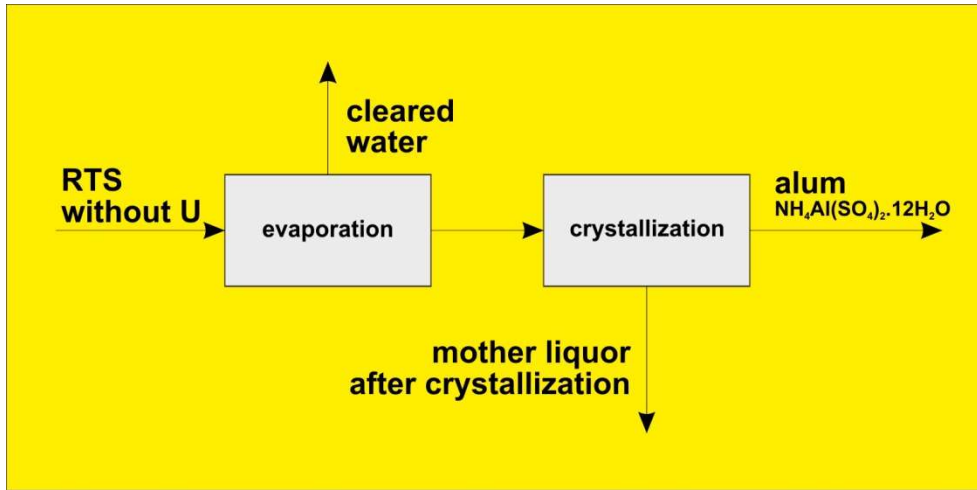 cleared
water
RTS
without U
evaporation
crystallization
alum
NH₄Al(SO₄)₂.12H₂O
mother liquor
after crystallization